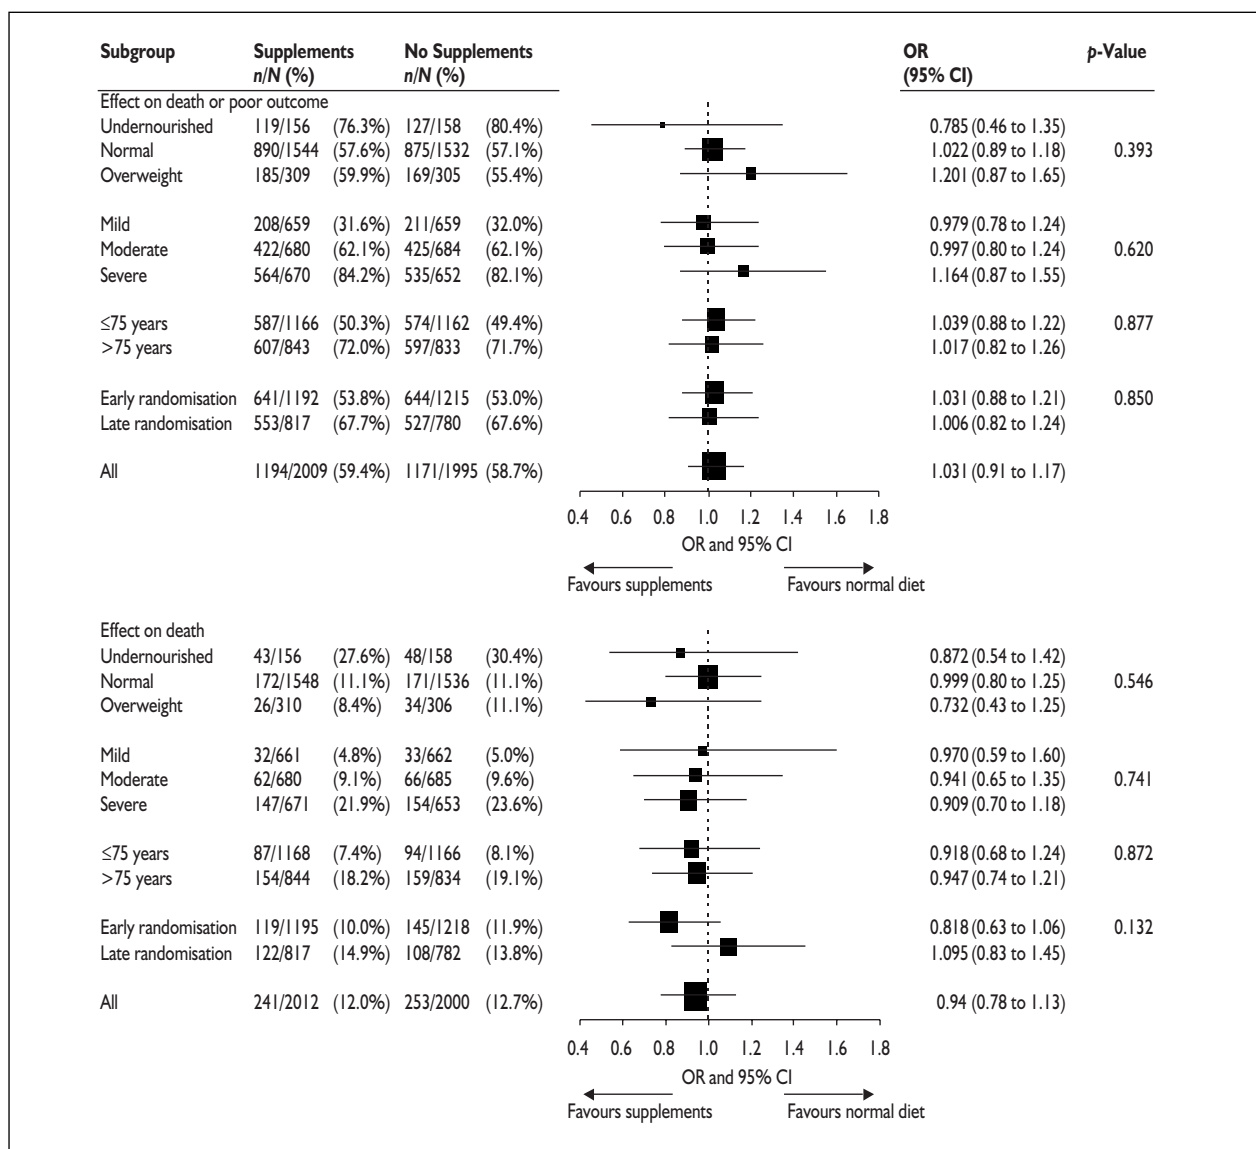 Subgroup Supplements No Supplements OR p-Value
n/N (%) n/N (%) (95% CI)
Effect on death or poor outcome
Undernourished 119/156 (76.3%) 127/158 (80.4%) 0.785 (0.46 to 1.35)
Normal 890/1544 (57.6%) 875/1532 (57.1%) 1.022 (0.89 to 1.18) 0.393
Overweight 185/309 (59.9%) 169/305 (55.4%) 1.201 (0.87 to 1.65)
Mild 208/659 (31.6%) 211/659 (32.0%) 0.979 (0.78 to 1.24)
Moderate 422/680 (62.1%) 425/684 (62.1%) 0.997 (0.80 to 1.24) 0.620
Severe 564/670 (84.2%) 535/652 (82.1%) 1.164 (0.87 to 1.55)
≤75 years 587/1166 (50.3%) 574/1162 (49.4%) 1.039 (0.88 to 1.22) 0.877
>75 years 607/843 (72.0%) 597/833 (71.7%) 1.017 (0.82 to 1.26)
Early randomisation 641/1192 (53.8%) 644/1215 (53.0%) 1.031 (0.88 to 1.21) 0.850
Late randomisation 553/817 (67.7%) 527/780 (67.6%) 1.006 (0.82 to 1.24)
All 1194/2009 (59.4%) 1171/1995 (58.7%) 1.031 (0.91 to 1.17)
0.4 0.6 0.8 1.0 1.2 1.4 1.6 1.8
OR and 95% CI
Favours supplements Favours normal diet
Effect on death
Undernourished 43/156 (27.6%) 48/158 (30.4%) 0.872 (0.54 to 1.42)
Normal 172/1548 (11.1%) 171/1536 (11.1%) 0.999 (0.80 to 1.25) 0.546
Overweight 26/310 (8.4%) 34/306 (11.1%) 0.732 (0.43 to 1.25)
Mild 32/661 (4.8%) 33/662 (5.0%) 0.970 (0.59 to 1.60)
Moderate 62/680 (9.1%) 66/685 (9.6%) 0.941 (0.65 to 1.35) 0.741
Severe 147/671 (21.9%) 154/653 (23.6%) 0.909 (0.70 to 1.18)
≤75 years 87/1168 (7.4%) 94/1166 (8.1%) 0.918 (0.68 to 1.24) 0.872
>75 years 154/844 (18.2%) 159/834 (19.1%) 0.947 (0.74 to 1.21)
Early randomisation 119/1195 (10.0%) 145/1218 (11.9%) 0.818 (0.63 to 1.06) 0.132
Late randomisation 122/817 (14.9%) 108/782 (13.8%) 1.095 (0.83 to 1.45)
All 241/2012 (12.0%) 253/2000 (12.7%) 0.94 (0.78 to 1.13)
0.4 0.6 0.8 1.0 1.2 1.4 1.6 1.8
OR and 95% CI
Favours supplements Favours normal diet